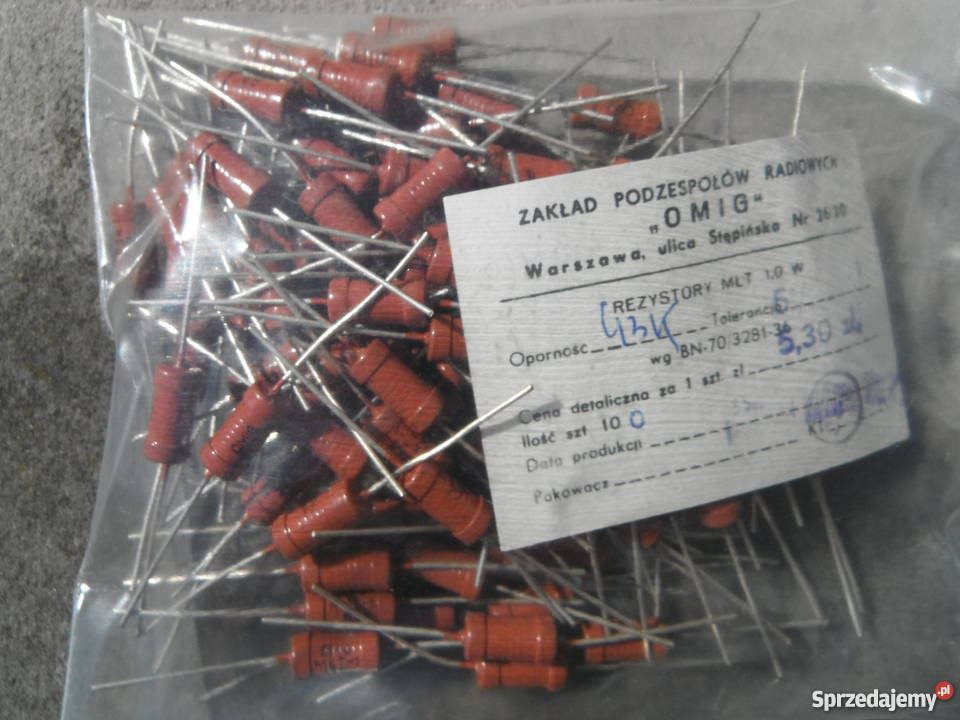 ZAKŁAD PODZESPOŁÓW RADIOWYCH
„OMIG"
Warszawa, ulica Stępińska Nr 26/30
REZYSTORY MŁT 1,0 W
Oporność 43K Tolerancja 5
wg BN-70/3281-36
Cena detaliczna za 1 szt. zł 5,30 zł
Ilość szt 100
Data produkcji
Pakowacz
Sprzedajemy.pl